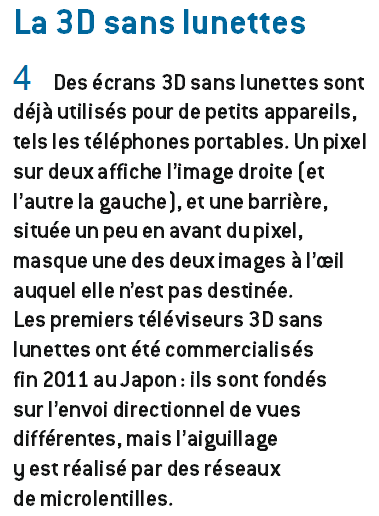 La 3D sans lunettes
4 Des écrans 3D sans lunettes sont
déjà utilisés pour de petits appareils,
tels les téléphones portables. Un pixel
sur deux affiche l’image droite (et
l’autre la gauche), et une barrière,
située un peu en avant du pixel,
masque une des deux images à l’œil
auquel elle n’est pas destinée.
Les premiers téléviseurs 3D sans
lunettes ont été commercialisés
fin 2011 au Japon : ils sont fondés
sur l’envoi directionnel de vues
différentes, mais l’aiguillage
y est réalisé par des réseaux
de microlentilles.